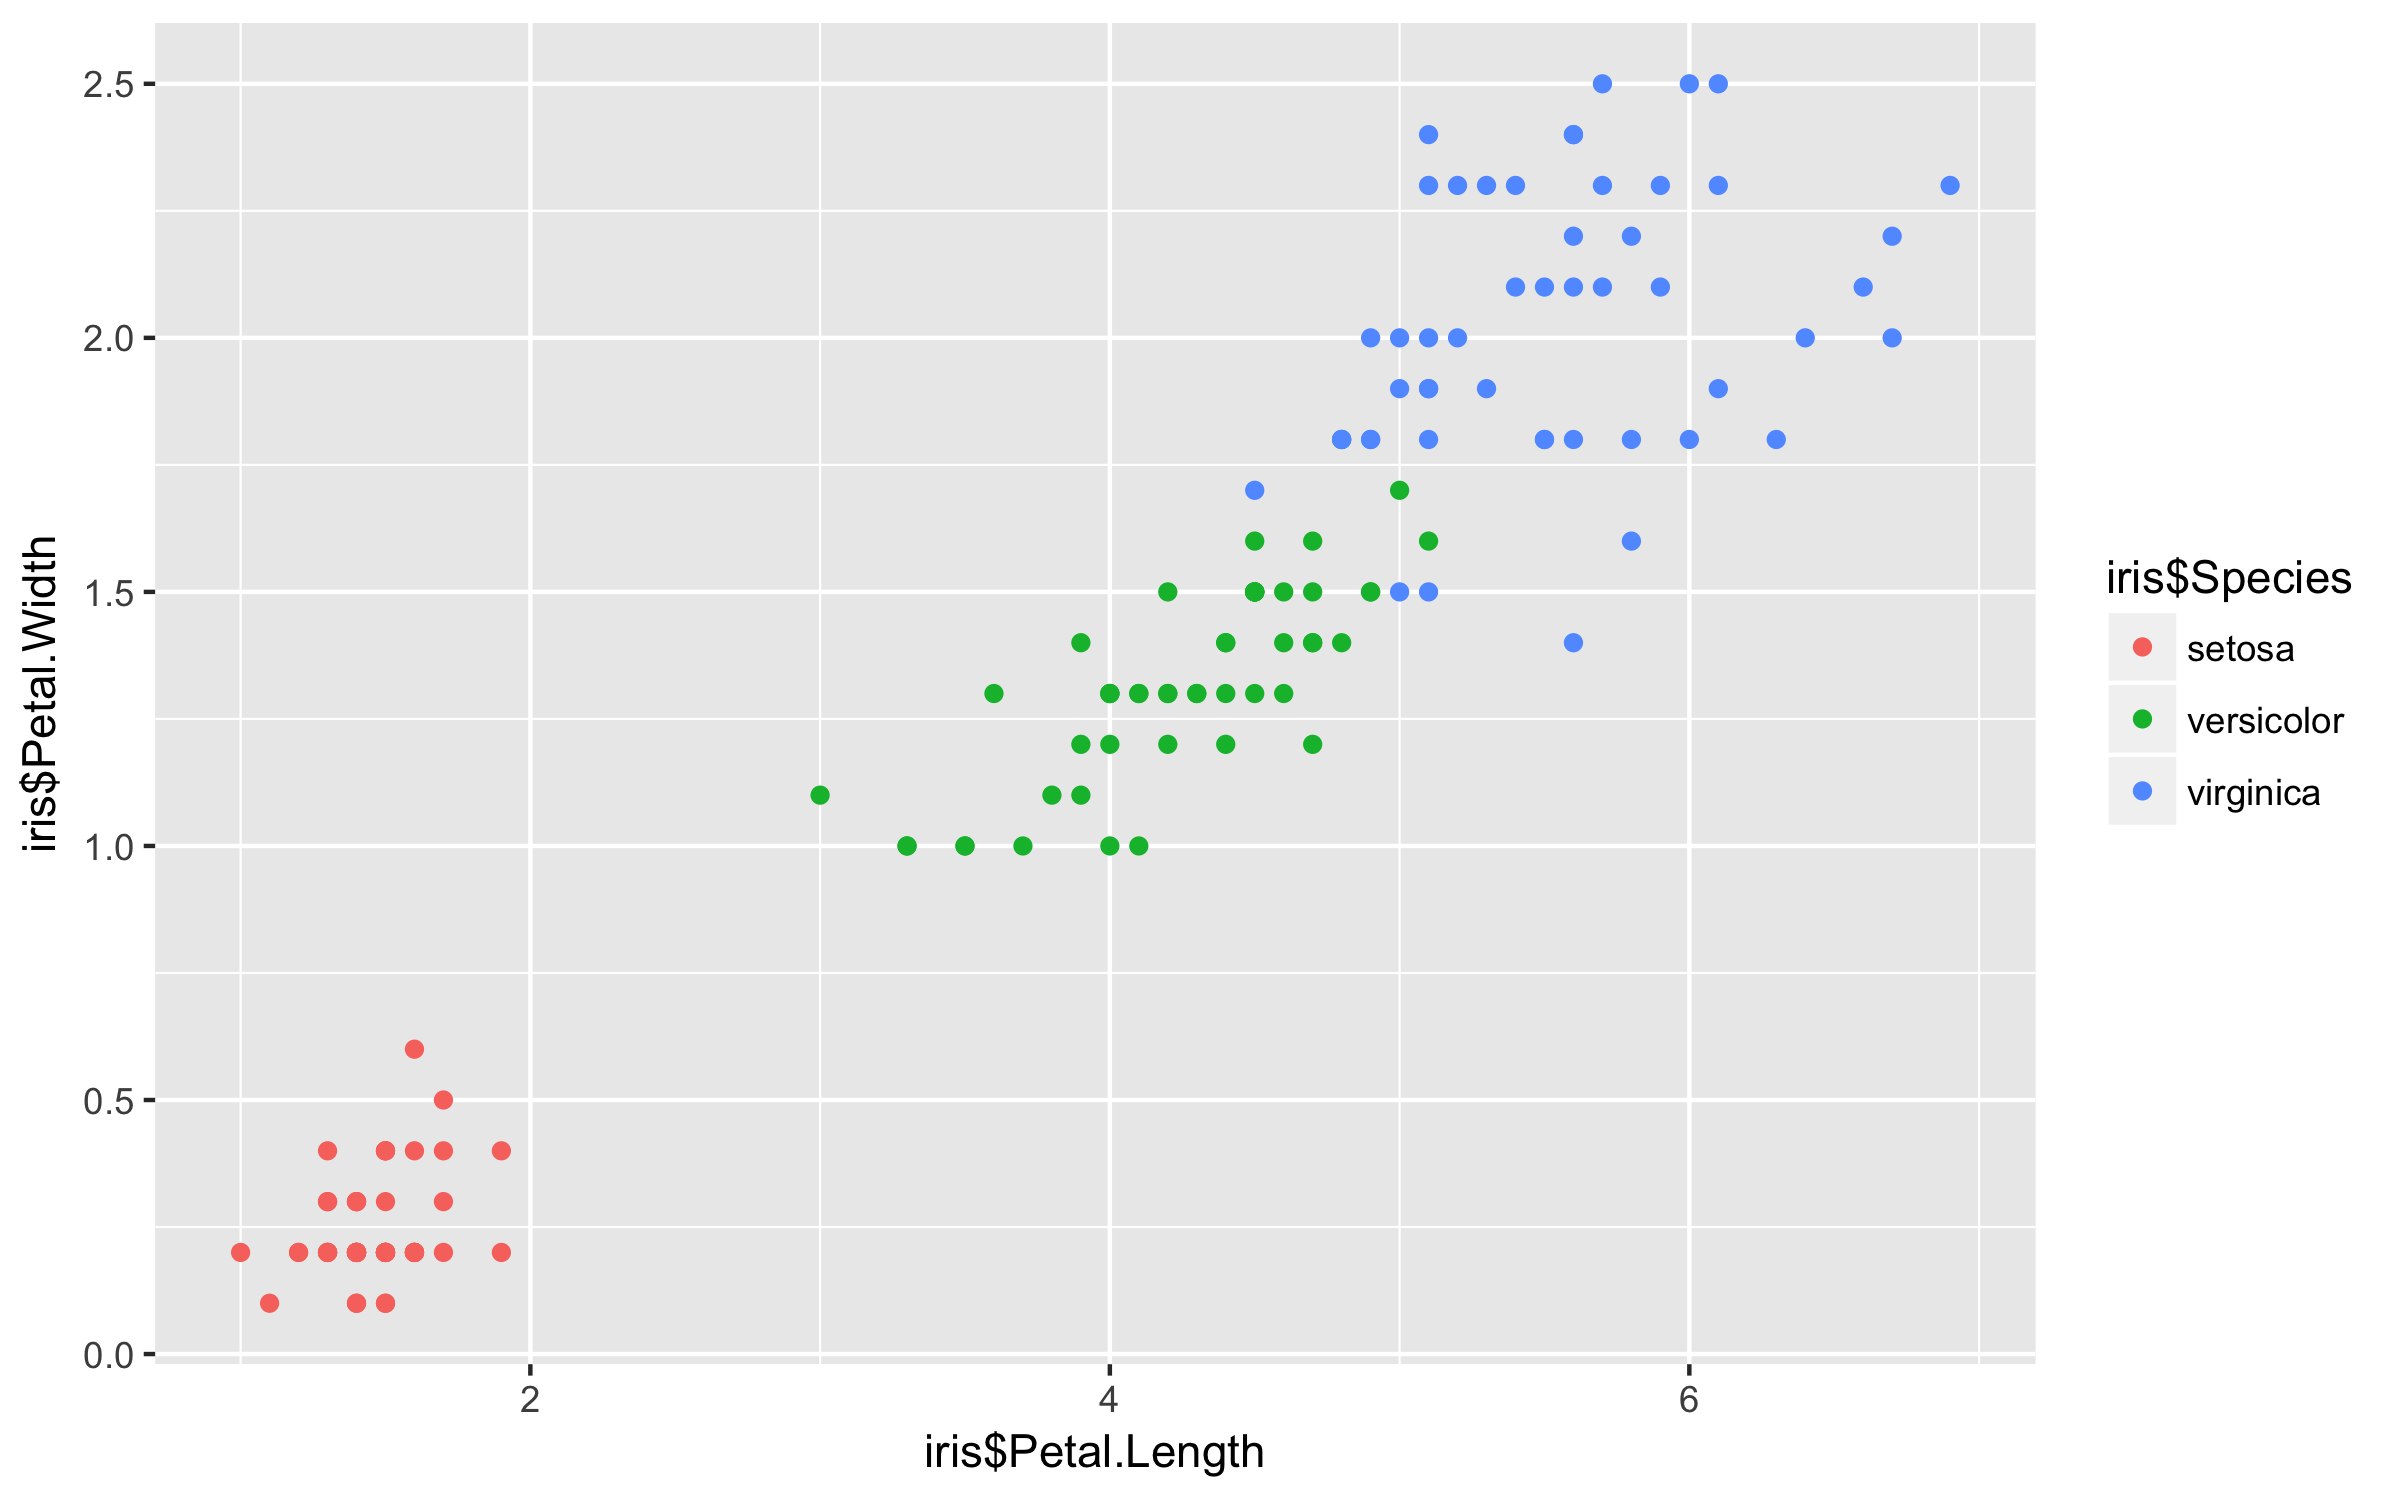 2.5
2.0
1.5
1.0
0.5
0.0
iris$Petal.Width
2
4
6
iris$Petal.Length
iris$Species
setosa
versicolor
virginica